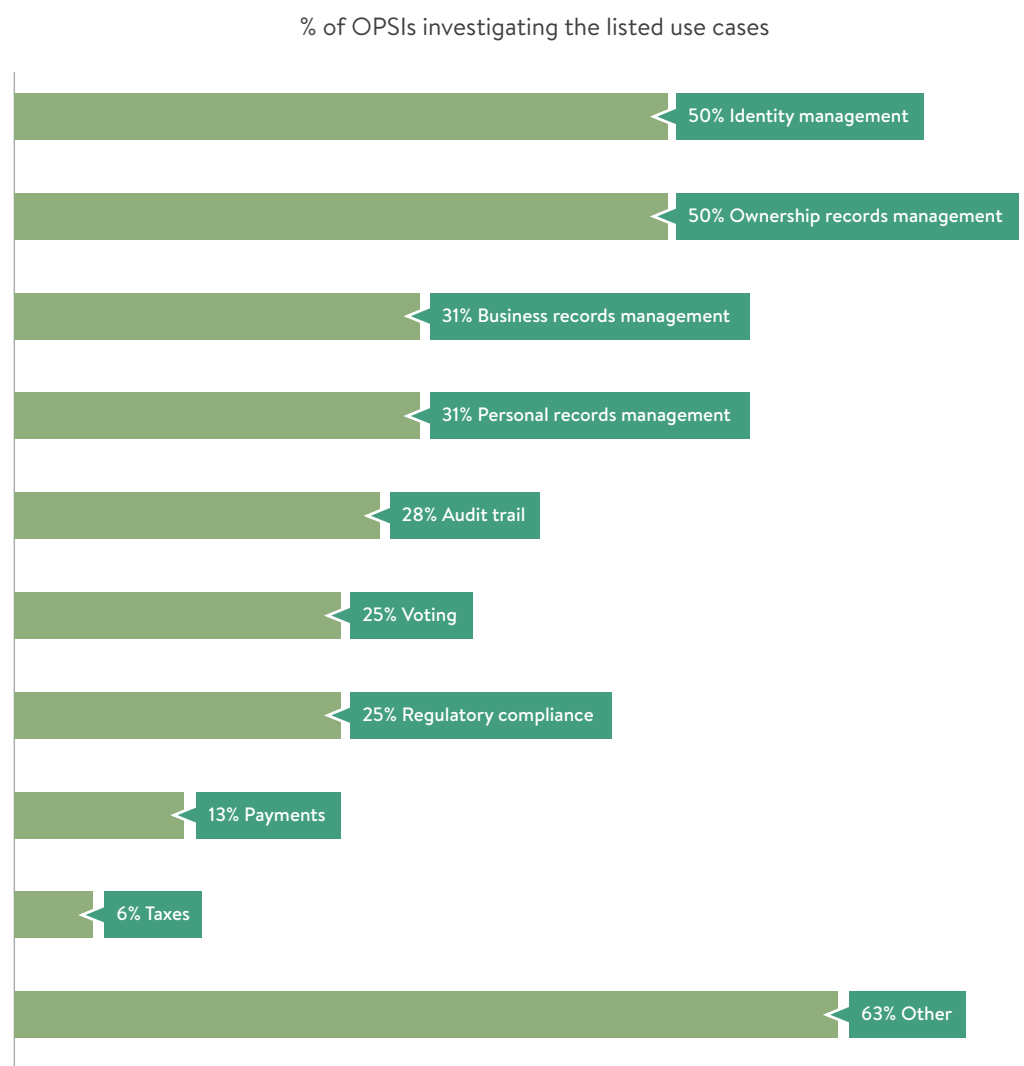 % of OPSIs investigating the listed use cases
50% Identity management
50% Ownership records management
31% Business records management
31% Personal records management
28% Audit trail
25% Voting
25% Regulatory compliance
13% Payments
6% Taxes
63% Other